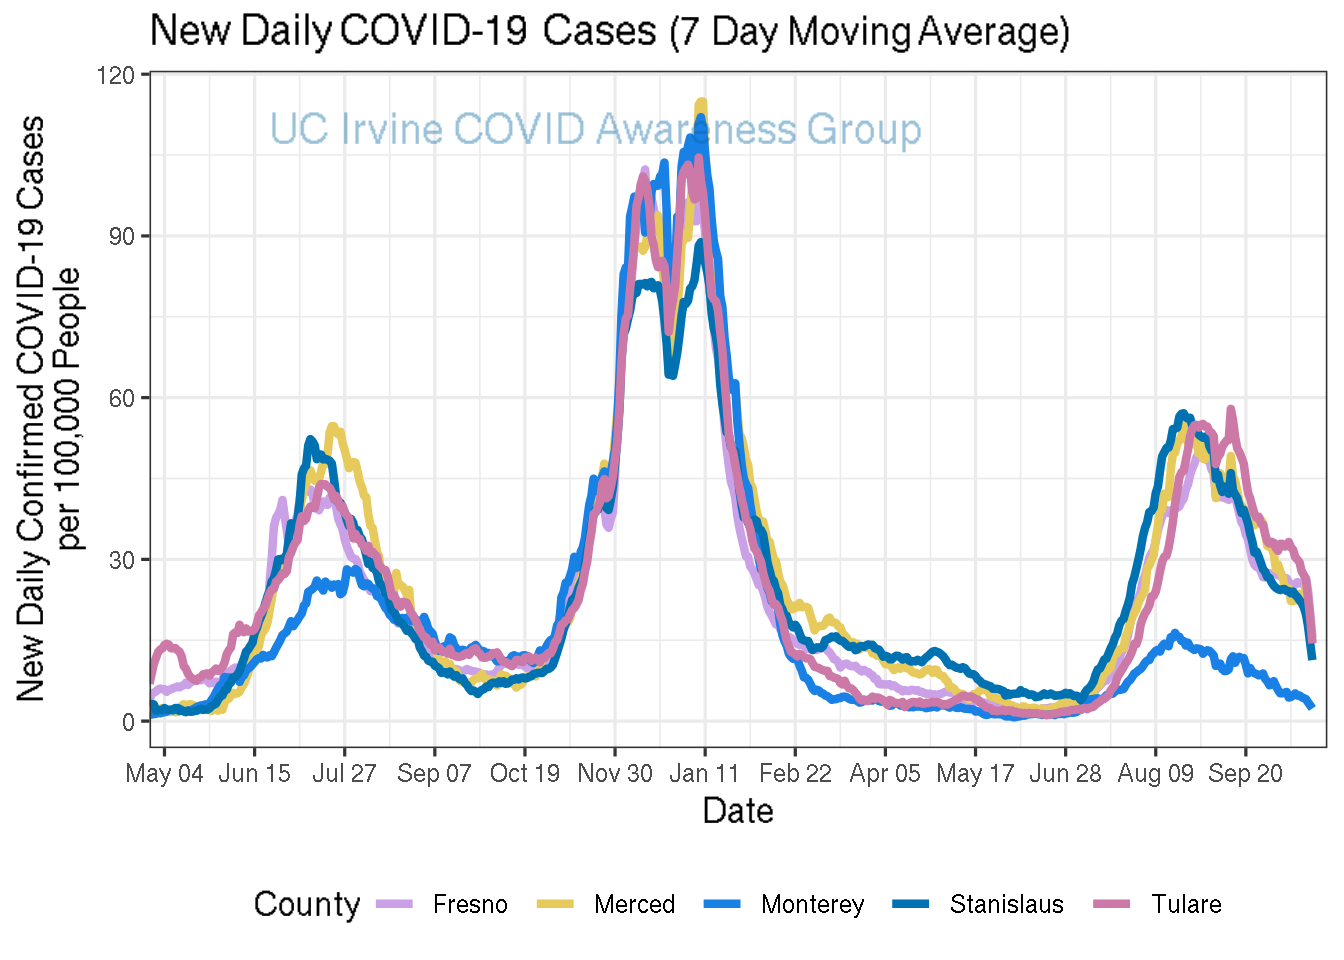 New Daily COVID-19 Cases (7 Day Moving Average)
UC Irvine COVID Awareness Group
New Daily Confirmed COVID-19 Cases
per 100,000 People
120
90
60
30
0
May 04 Jun 15 Jul 27 Sep 07 Oct 19 Nov 30 Jan 11 Feb 22 Apr 05 May 17 Jun 28 Aug 09 Sep 20
Date
County Fresno Merced Monterey Stanislaus Tulare